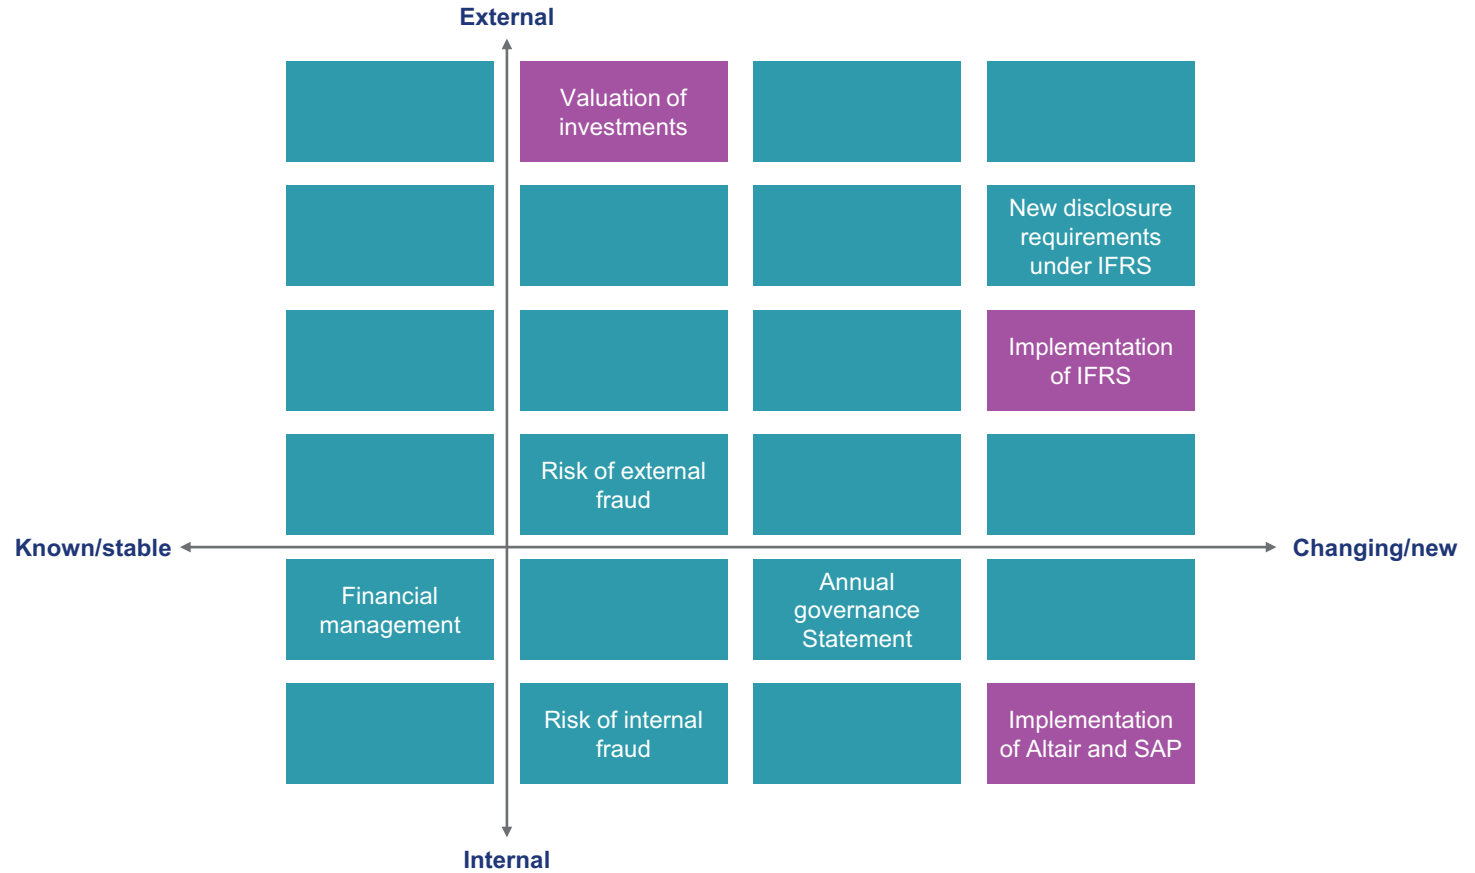 External
Valuation of
investments
New disclosure
requirements
under IFRS
Implementation
of IFRS
Risk of external
fraud
Known/stable
Changing/new
Financial
management
Annual
governance
Statement
Risk of internal
fraud
Implementation
of Altair and SAP
Internal